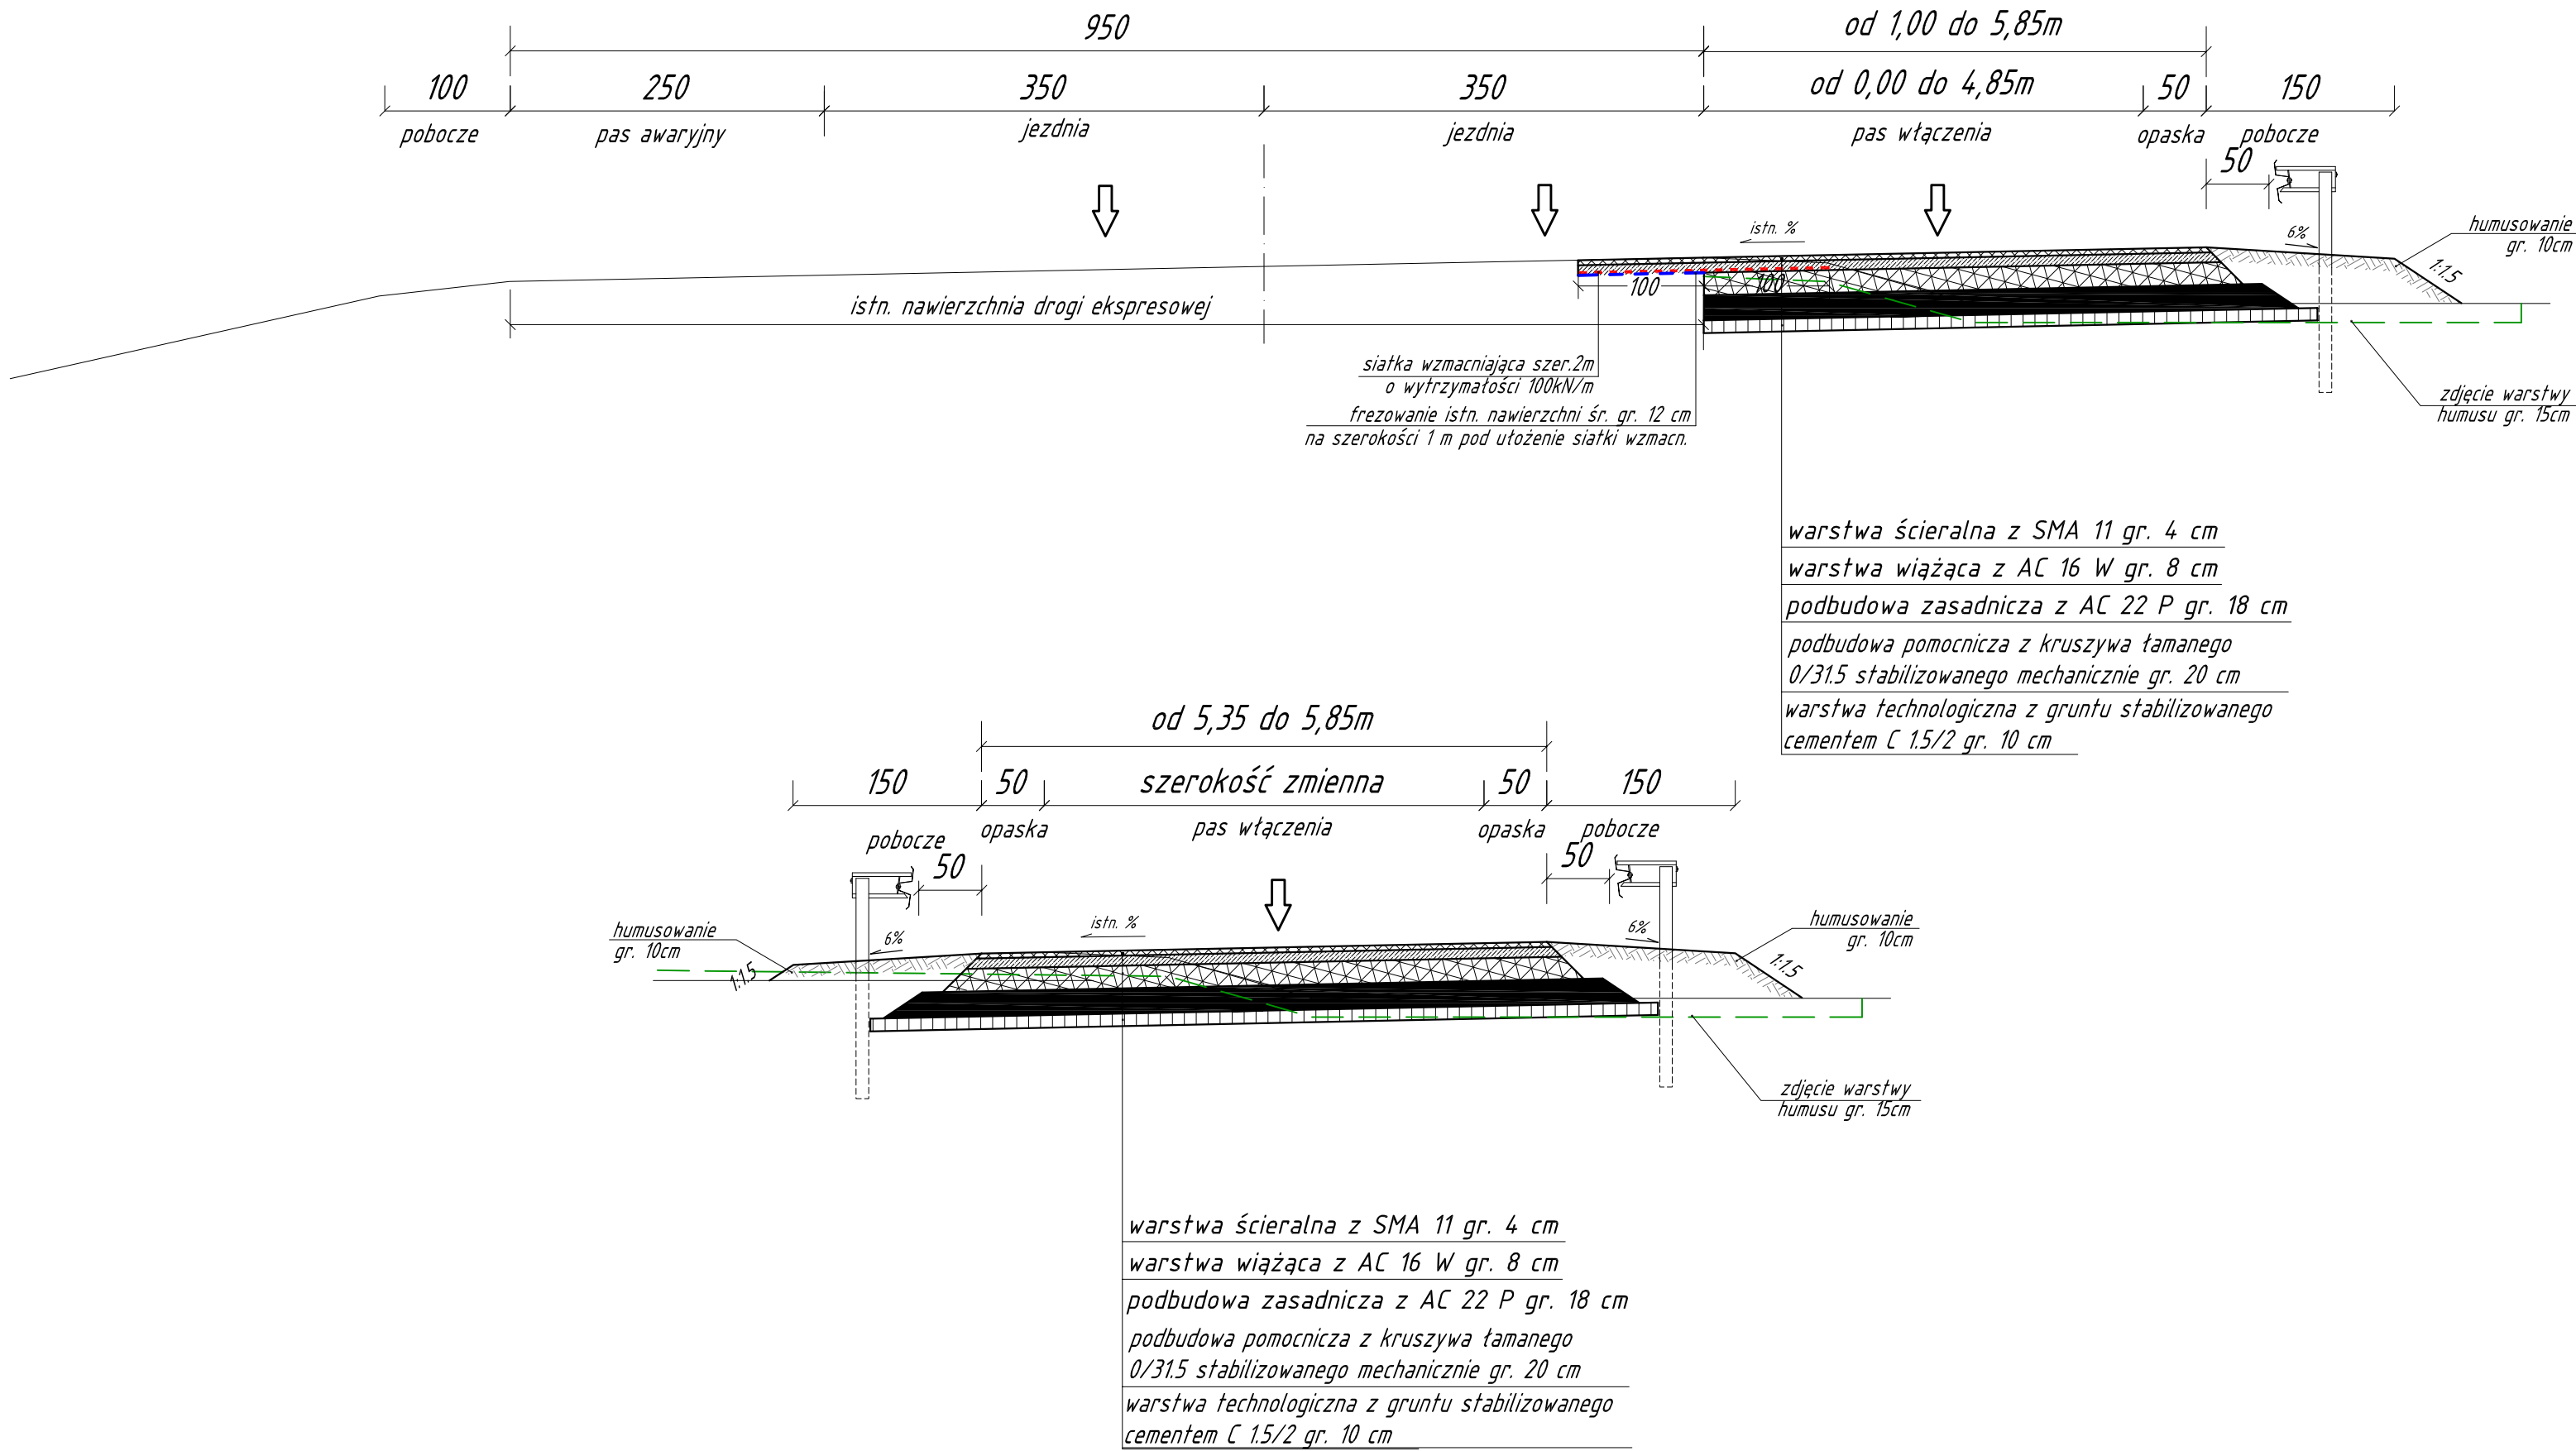 950
od 1,00 do 5,85m
100
250
350
350
od 0,00 do 4,85m
50
150
pobocze
pas awaryjny
jezdnia
jezdnia
pas włączenia
opaska
pobocze
50
istn. %
6%
humusowanie
gr. 10cm
1:1.5
100
100
istn. nawierzchnia drogi ekspresowej
siatka wzmacniająca szer.2m
o wytrzymałości 100kN/m
frezowanie istn. nawierzchni śr. gr. 12 cm
na szerokości 1 m pod ułożenie siatki wzmacn.
zdjęcie warstwy
humusu gr. 15cm
warstwa ścieralna z SMA 11 gr. 4 cm
warstwa wiążąca z AC 16 W gr. 8 cm
podbudowa zasadnicza z AC 22 P gr. 18 cm
podbudowa pomocnicza z kruszywa łamanego
0/31.5 stabilizowanego mechanicznie gr. 20 cm
warstwa technologiczna z gruntu stabilizowanego
cementem C 1.5/2 gr. 10 cm
od 5,35 do 5,85m
150
50
szerokość zmienna
50
150
pobocze
opaska
pas włączenia
opaska
pobocze
50
50
humusowanie
gr. 10cm
1:1.5
6%
istn. %
6%
humusowanie
gr. 10cm
1:1.5
zdjęcie warstwy
humusu gr. 15cm
warstwa ścieralna z SMA 11 gr. 4 cm
warstwa wiążąca z AC 16 W gr. 8 cm
podbudowa zasadnicza z AC 22 P gr. 18 cm
podbudowa pomocnicza z kruszywa łamanego
0/31.5 stabilizowanego mechanicznie gr. 20 cm
warstwa technologiczna z gruntu stabilizowanego
cementem C 1.5/2 gr. 10 cm